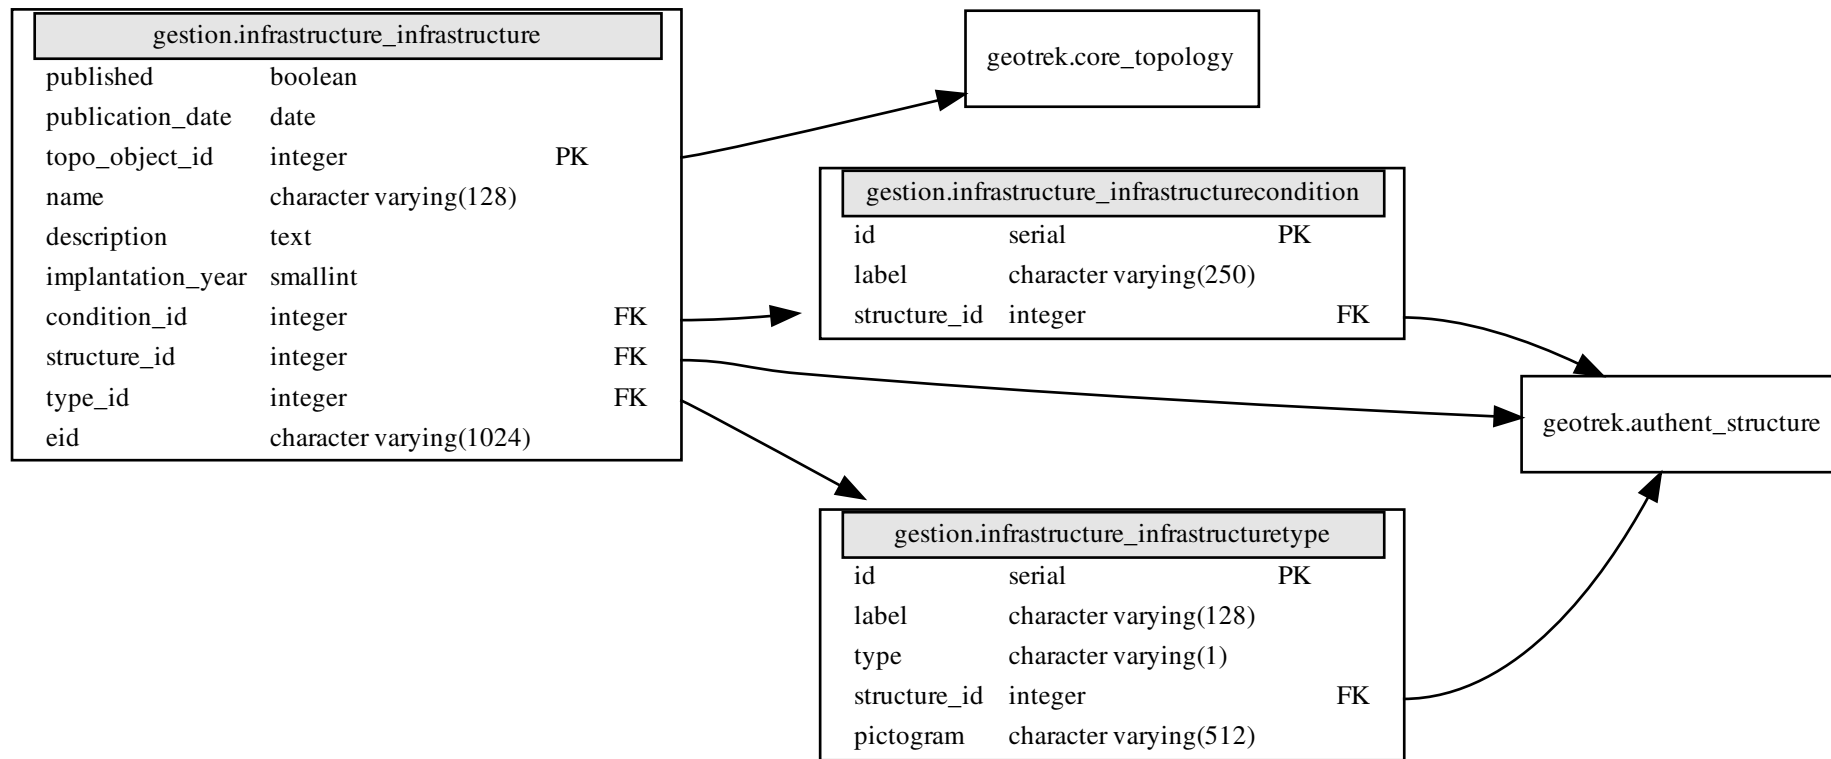 gestion.infrastructure_infrastructure
published boolean
publication_date date
topo_object_id integer PK
name character varying(128)
description text
implantation_year smallint
condition_id integer FK
structure_id integer FK
type_id integer FK
eid character varying(1024)
geotrek.core_topology
gestion.infrastructure_infrastructurecondition
id serial PK
label character varying(250)
structure_id integer FK
geotrek.authent_structure
gestion.infrastructure_infrastructuretype
id serial PK
label character varying(128)
type character varying(1)
structure_id integer FK
pictogram character varying(512)